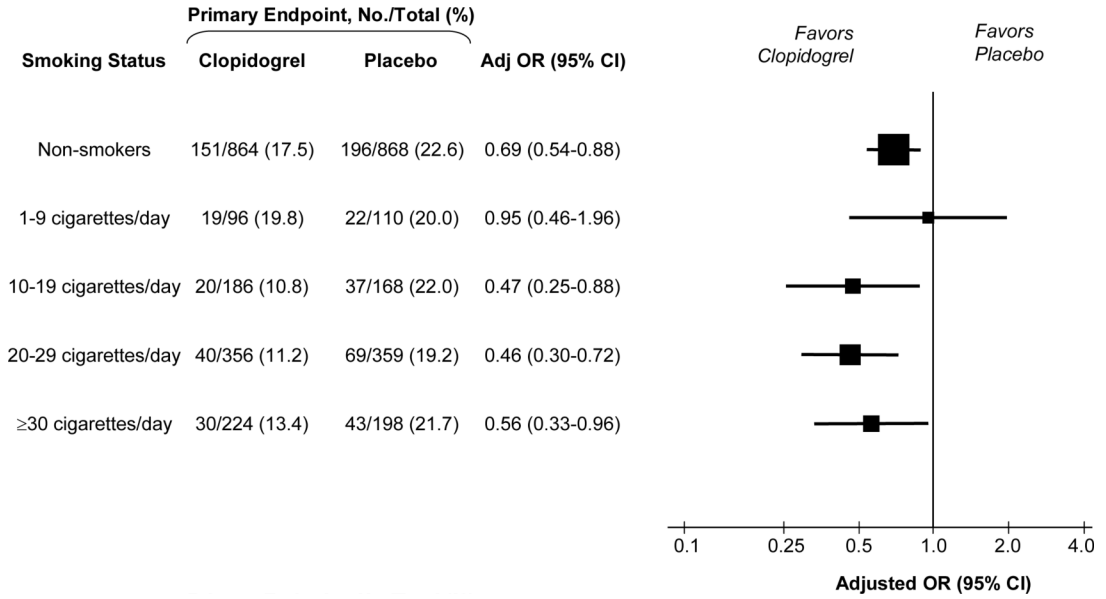 Primary Endpoint, No./Total (%)
Favors Clopidogrel
Favors Placebo
Smoking Status Clopidogrel Placebo Adj OR (95% CI)
Non-smokers 151/864 (17.5) 196/868 (22.6) 0.69 (0.54-0.88)
1-9 cigarettes/day 19/96 (19.8) 22/110 (20.0) 0.95 (0.46-1.96)
10-19 cigarettes/day 20/186 (10.8) 37/168 (22.0) 0.47 (0.25-0.88)
20-29 cigarettes/day 40/356 (11.2) 69/359 (19.2) 0.46 (0.30-0.72)
≥30 cigarettes/day 30/224 (13.4) 43/198 (21.7) 0.56 (0.33-0.96)
0.1 0.25 0.5 1.0 2.0 4.0
Adjusted OR (95% CI)